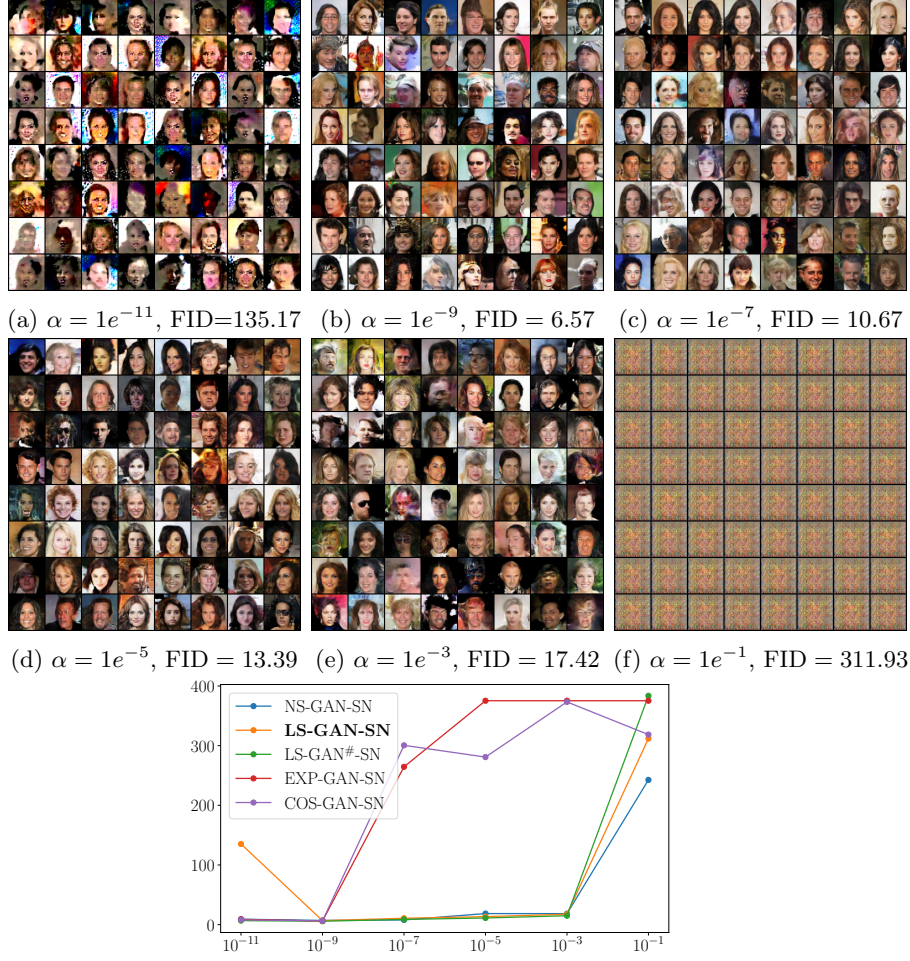 (a) α = 1e⁻¹¹, FID=135.17 (b) α = 1e⁻⁹, FID = 6.57 (c) α = 1e⁻⁷, FID = 10.67
(d) α = 1e⁻⁵, FID = 13.39 (e) α = 1e⁻³, FID = 17.42 (f) α = 1e⁻¹, FID = 311.93
400
NS-GAN-SN
LS-GAN-SN
300
LS-GAN#-SN
EXP-GAN-SN
COS-GAN-SN
200
100
0
10⁻¹¹ 10⁻⁹ 10⁻⁷ 10⁻⁵ 10⁻³ 10⁻¹